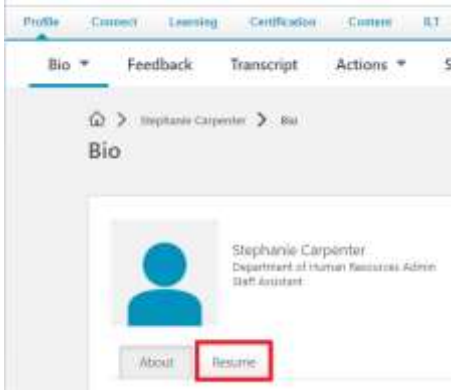 Profile Connect Learning Certification Content ILT
Bio Feedback Transcript Actions S
Stephanie Carpenter Bio
Bio
Stephanie Carpenter
Department of Human Resources Admin
Staff Assistant
About Resume